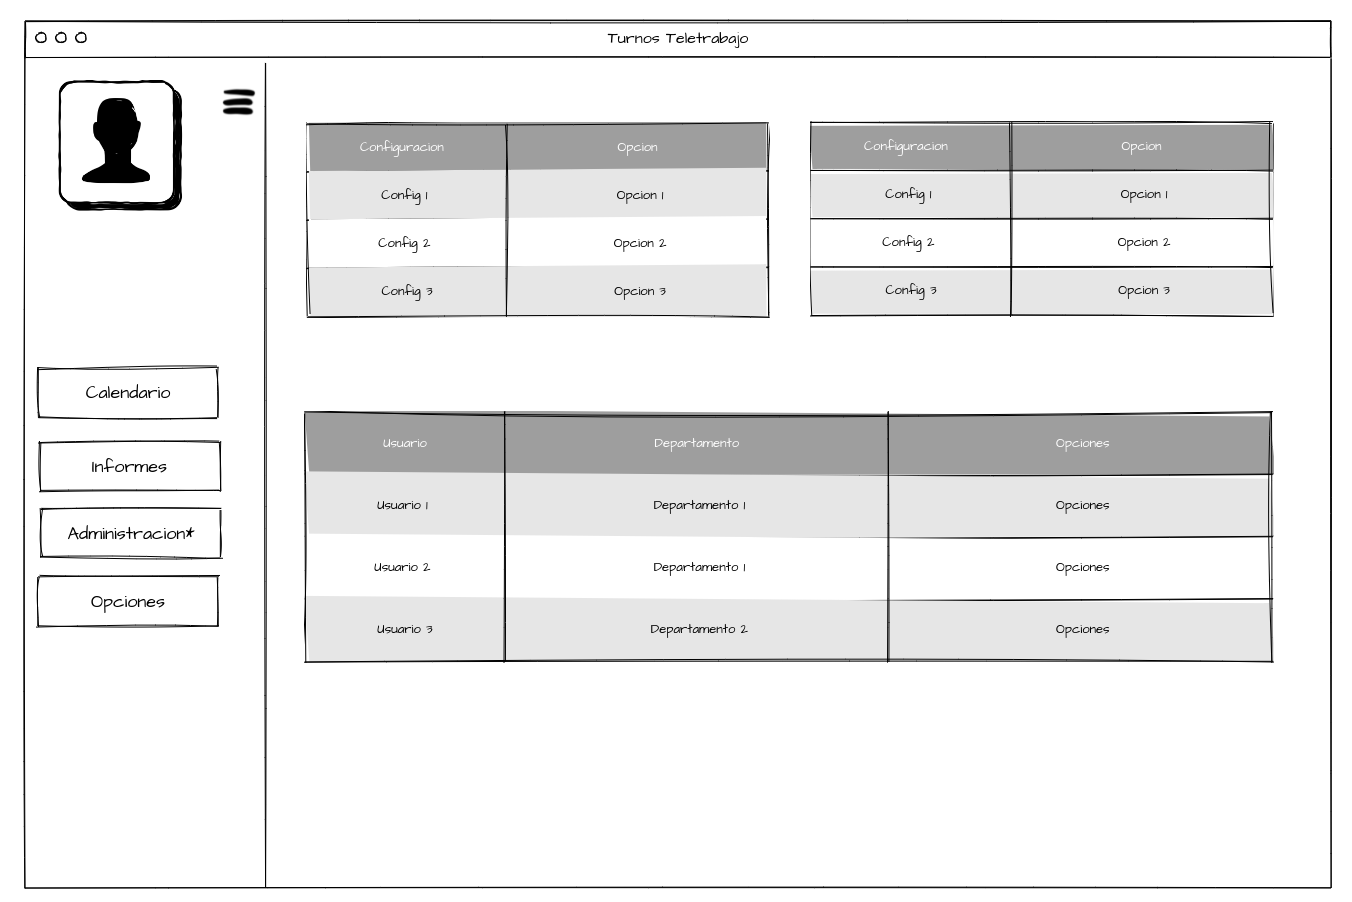 Turnos Teletrabajo
Calendario
Informes
Administracion*
Opciones
Configuracion Opcion
Config 1 Opcion 1
Config 2 Opcion 2
Config 3 Opcion 3
Configuracion Opcion
Config 1 Opcion 1
Config 2 Opcion 2
Config 3 Opcion 3
Usuario Departamento Opciones
Usuario 1 Departamento 1 Opciones
Usuario 2 Departamento 1 Opciones
Usuario 3 Departamento 2 Opciones